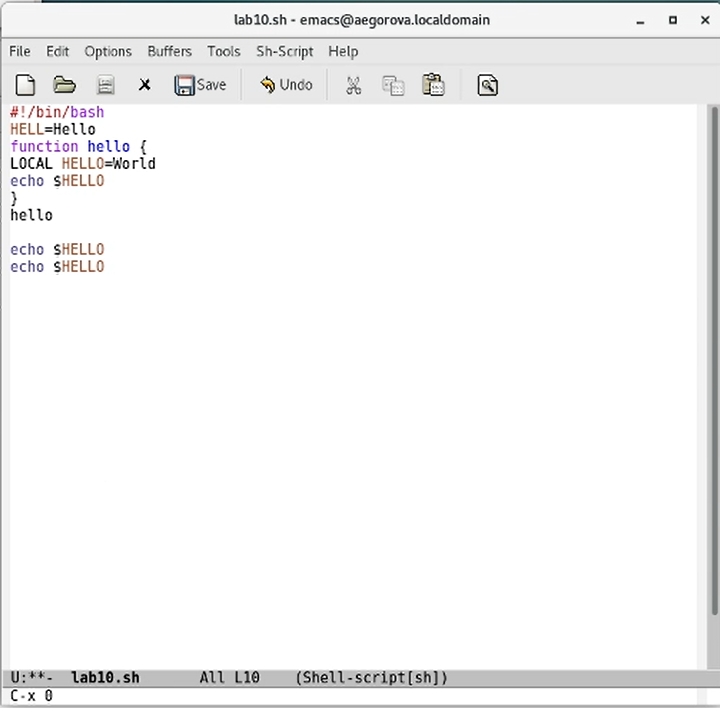 lab10.sh - emacs@aegorova.localdomain
File Edit Options Buffers Tools Sh-Script Help
Save Undo
#!/bin/bash
HELL=Hello
function hello {
LOCAL HELLO=World
echo $HELLO
}
hello
echo $HELLO
echo $HELLO
U:**- lab10.sh All L10 (Shell-script[sh])
C-x 0